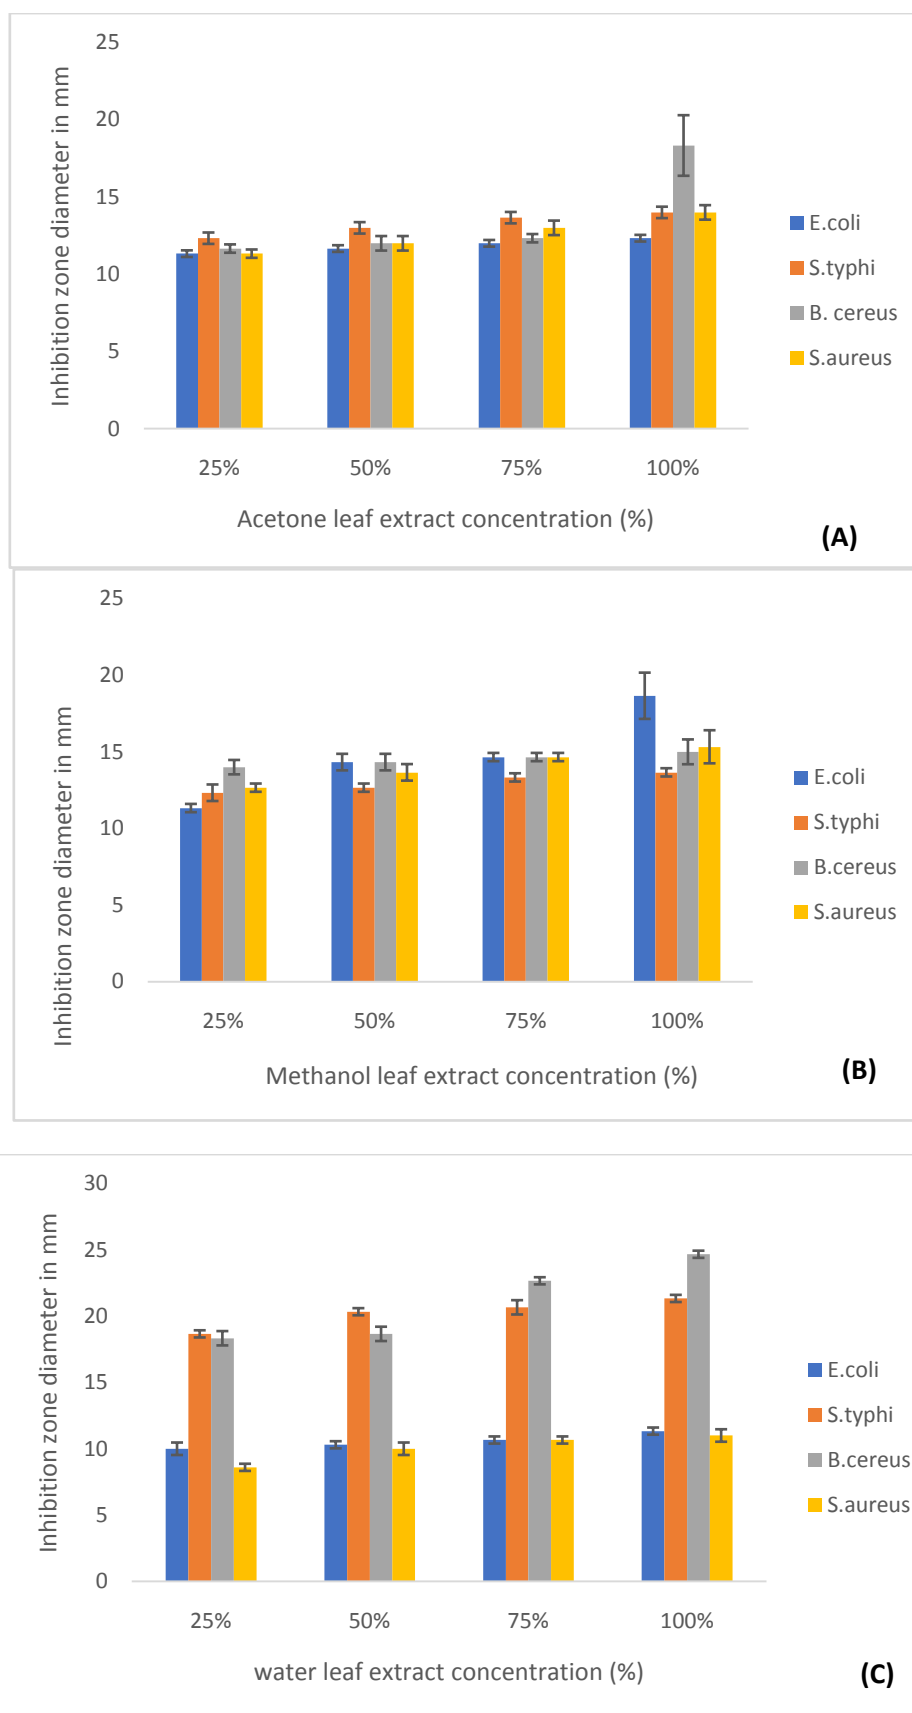 25
20
15
10
5
0
Inhibition zone diameter in mm
25%
50%
75%
100%
Acetone leaf extract concentration (%)
E.coli
S.typhi
B. cereus
S.aureus
(A)
25
20
15
10
5
0
Inhibition zone diameter in mm
25%
50%
75%
100%
Methanol leaf extract concentration (%)
E.coli
S.typhi
B.cereus
S.aureus
(B)
30
25
20
15
10
5
0
Inhibition zone diameter in mm
25%
50%
75%
100%
water leaf extract concentration (%)
E.coli
S.typhi
B.cereus
S.aureus
(C)